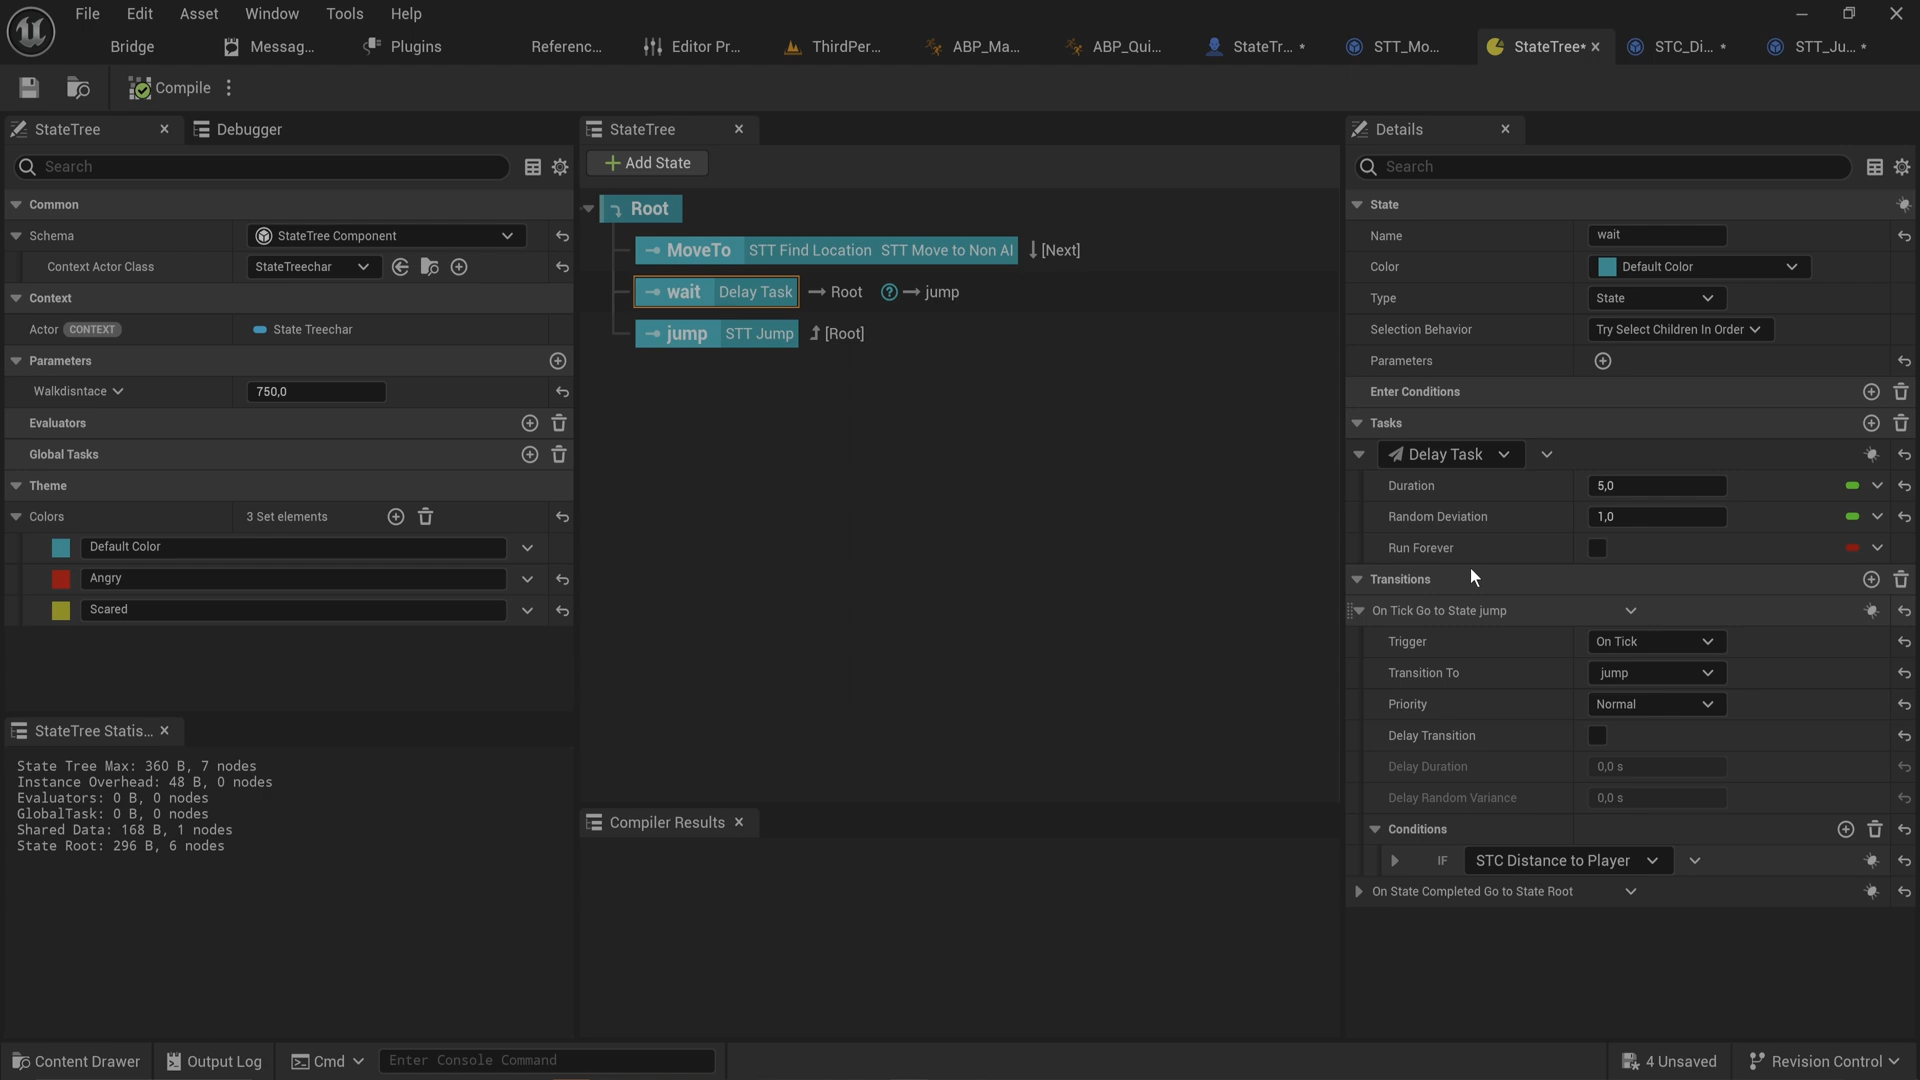 File Edit Asset Window Tools Help
Bridge Messag... Plugins Referenc... Editor Pr... ThirdPer... ABP_Ma... ABP_Qui... StateTr... * STT_Mo... StateTree* STC_Di... * STT_Ju... *
Compile
StateTree Debugger
Search
Common
Schema StateTree Component
Context Actor Class StateTreechar
Context
Actor CONTEXT State Treechar
Parameters
Walkdisntace 750,0
Evaluators
Global Tasks
Theme
Colors 3 Set elements
Default Color
Angry
Scared
StateTree Statis...
State Tree Max: 360 B, 7 nodes
Instance Overhead: 48 B, 0 nodes
Evaluators: 0 B, 0 nodes
GlobalTask: 0 B, 0 nodes
Shared Data: 168 B, 1 nodes
State Root: 296 B, 6 nodes
StateTree
Add State
Root
MoveTo STT Find Location STT Move to Non AI [Next]
wait Delay Task Root ? jump
jump STT Jump [Root]
Compiler Results
Details
Search
State
Name wait
Color Default Color
Type State
Selection Behavior Try Select Children In Order
Parameters
Enter Conditions
Tasks
Delay Task
Duration 5,0
Random Deviation 1,0
Run Forever
Transitions
On Tick Go to State jump
Trigger On Tick
Transition To jump
Priority Normal
Delay Transition
Delay Duration 0,0 s
Delay Random Variance 0,0 s
Conditions
IF STC Distance to Player
On State Completed Go to State Root
Content Drawer Output Log Cmd Enter Console Command 4 Unsaved Revision Control